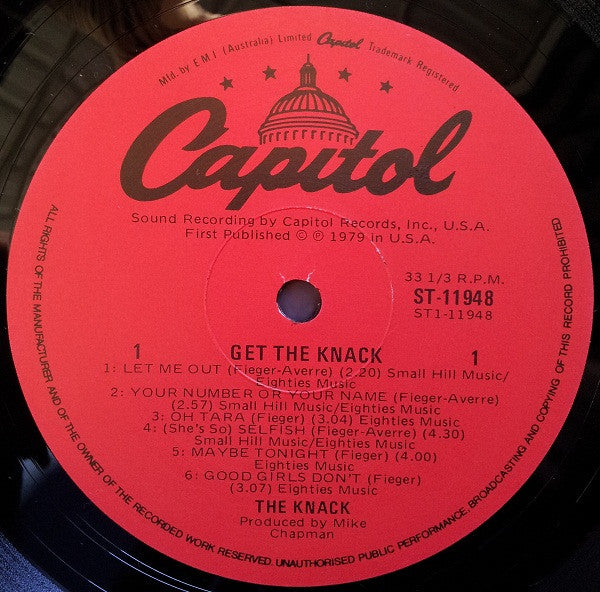 Mfd. by E M I (Australia) Limited Capitol Trademark Registered
Capitol
Sound Recording by Capitol Records, Inc., U.S.A.
First Published © ℗ 1979 in U.S.A.
33 1/3 R.P.M.
ST-11948
ST1-11948
1 GET THE KNACK 1
1: LET ME OUT (Fieger-Averre) (2.20) Small Hill Music/
Eighties Music
2: YOUR NUMBER OR YOUR NAME (Fieger-Averre)
(2.57) Small Hill Music/Eighties Music
3: OH TARA (Fieger) (3.04) Eighties Music
4: (She's So) SELFISH (Fieger-Averre) (4.30)
Small Hill Music/Eighties Music
5: MAYBE TONIGHT (Fieger) (4.00)
Eighties Music
6: GOOD GIRLS DON'T (Fieger)
(3.07) Eighties Music
THE KNACK
Produced by Mike
Chapman
ALL RIGHTS OF THE MANUFACTURER AND OF THE OWNER OF THE RECORDED WORK RESERVED. UNAUTHORISED PUBLIC PERFORMANCE, BROADCASTING AND COPYING OF THIS RECORD PROHIBITED